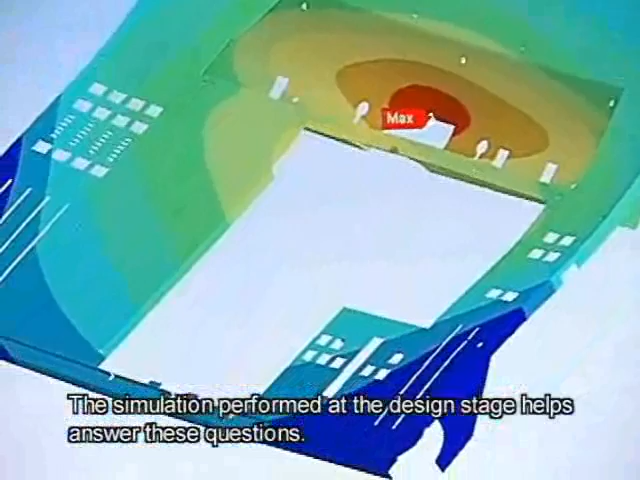 Max
The simulation performed at the design stage helps
answer these questions.